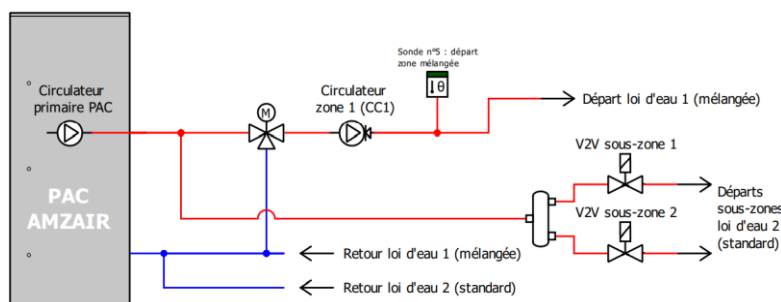 Sonde n°5 : départ
zone mélangée
Circulateur
primaire PAC
Circulateur
zone 1 (CC1)
M
θ
Départ loi d'eau 1 (mélangée)
V2V sous-zone 1
PAC
AMZAIR
Départs
sous-zones
loi d'eau 2
(standard)
V2V sous-zone 2
Retour loi d'eau 1 (mélangée)
Retour loi d'eau 2 (standard)